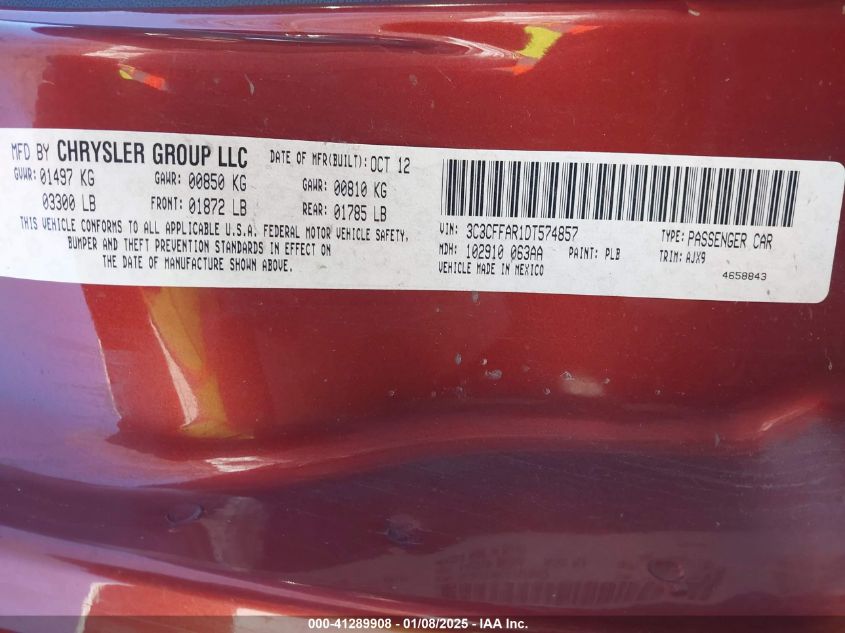 MFD BY CHRYSLER GROUP LLC DATE OF MFR(BUILT): OCT 12
GVWR: 01497 KG GAWR: 00850 KG GAWR: 00810 KG
03300 LB FRONT: 01872 LB REAR: 01785 LB
THIS VEHICLE CONFORMS TO ALL APPLICABLE U.S.A. FEDERAL MOTOR VEHICLE SAFETY,
BUMPER AND THEFT PREVENTION STANDARDS IN EFFECT ON
THE DATE OF MANUFACTURE SHOWN ABOVE.
VIN: 3C3CFFAR1DT574857 TYPE: PASSENGER CAR
MDH: 102910 063AA PAINT: PLB TRIM: AJX9
VEHICLE MADE IN MEXICO 4658843
000-41289908 - 01/08/2025 - IAA Inc.